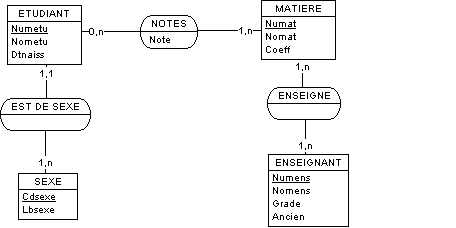 ETUDIANT
Numetu
Nometu
Dtnaiss
0,n
NOTES
Note
1,n
MATIERE
Numat
Nomat
Coeff
1,1
1,n
EST DE SEXE
ENSEIGNE
1,n
1,n
SEXE
Cdsexe
Lbsexe
ENSEIGNANT
Numens
Nomens
Grade
Ancien